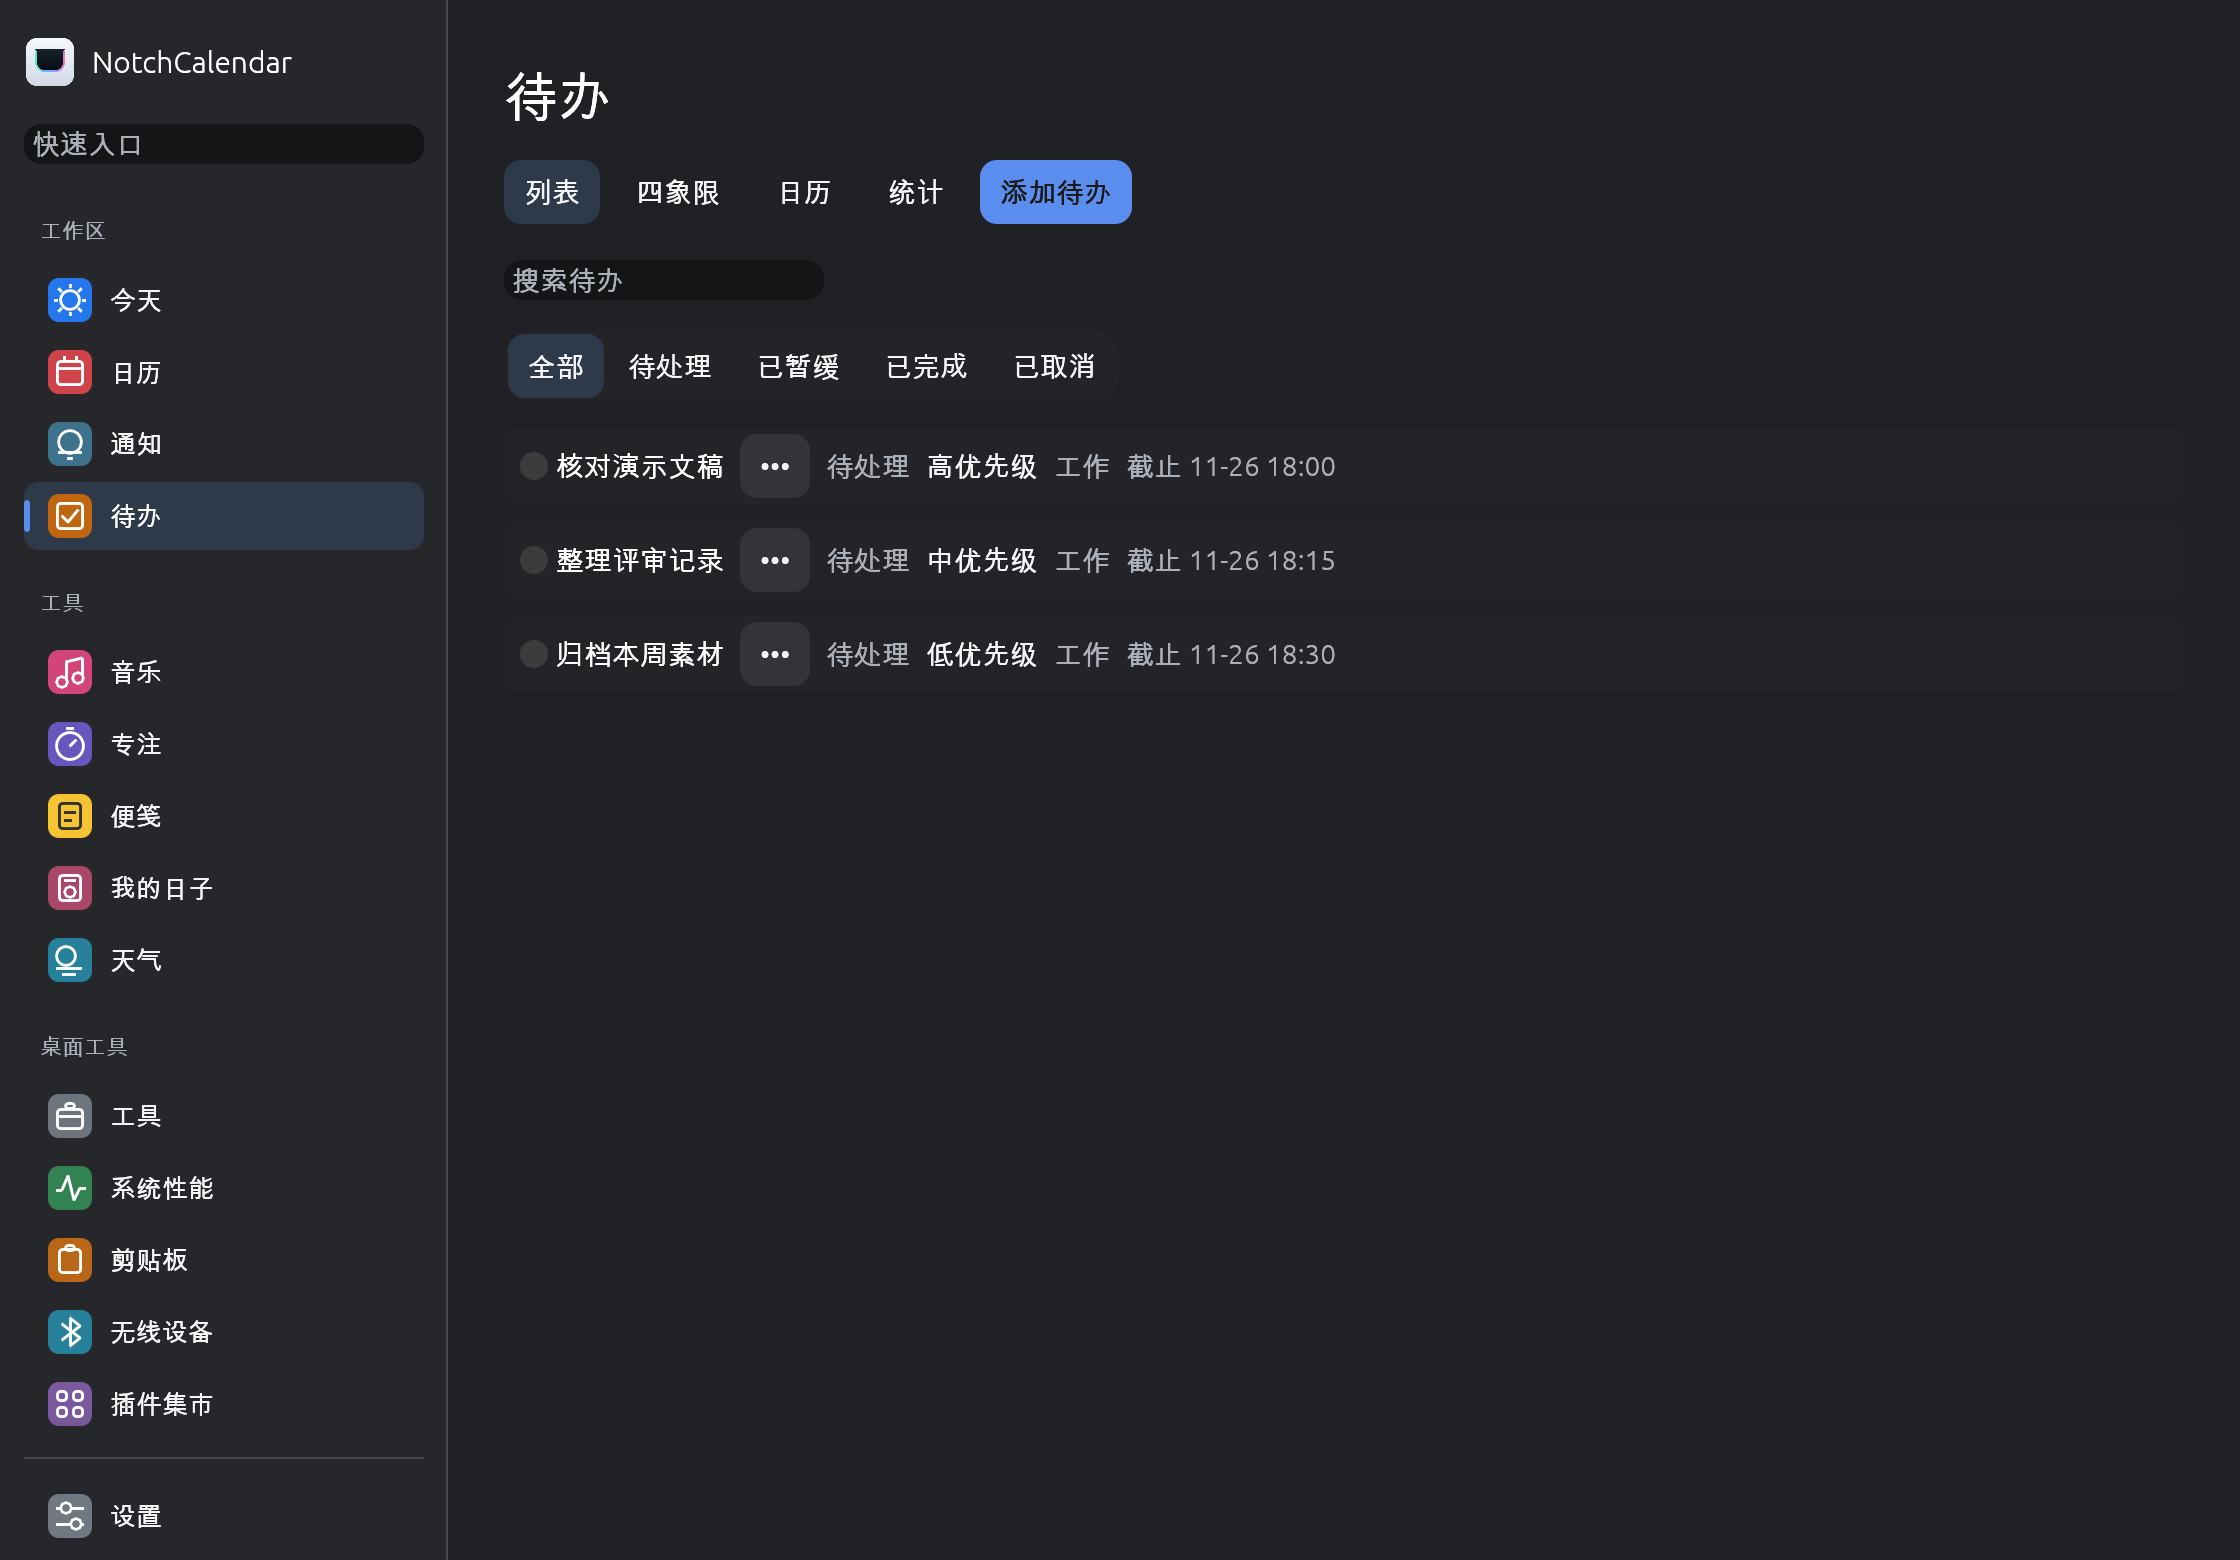 NotchCalendar
快速入口
工作区
今天
日历
通知
待办
工具
音乐
专注
便笺
我的日子
天气
桌面工具
工具
系统性能
剪贴板
无线设备
插件集市
设置
待办
列表 四象限 日历 统计 添加待办
搜索待办
全部 待处理 已暂缓 已完成 已取消
核对演示文稿 ••• 待处理 高优先级 工作 截止 11-26 18:00
整理评审记录 ••• 待处理 中优先级 工作 截止 11-26 18:15
归档本周素材 ••• 待处理 低优先级 工作 截止 11-26 18:30